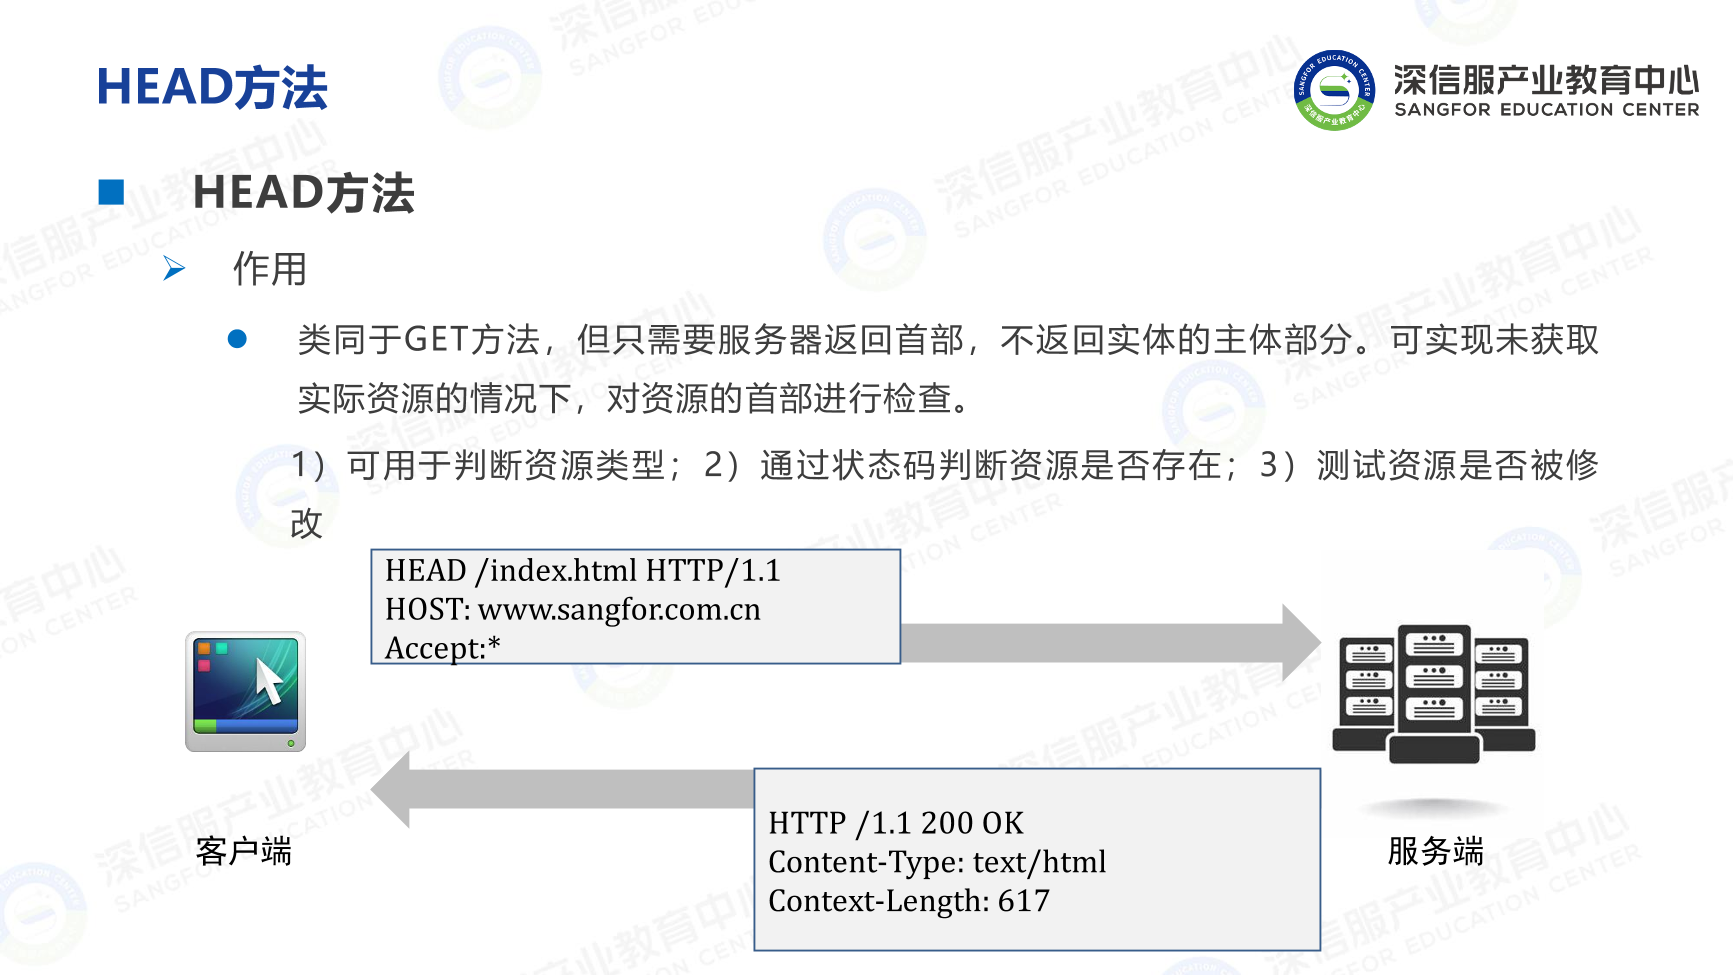 HEAD方法
深信服产业教育中心
SANGFOR EDUCATION CENTER
HEAD方法
作用
类同于GET方法，但只需要服务器返回首部，不返回实体的主体部分。可实现未获取
实际资源的情况下，对资源的首部进行检查。
1）可用于判断资源类型；2）通过状态码判断资源是否存在；3）测试资源是否被修
改
HEAD /index.html HTTP/1.1
HOST: www.sangfor.com.cn
Accept:*
HTTP /1.1 200 OK
Content-Type: text/html
Context-Length: 617
客户端
服务端